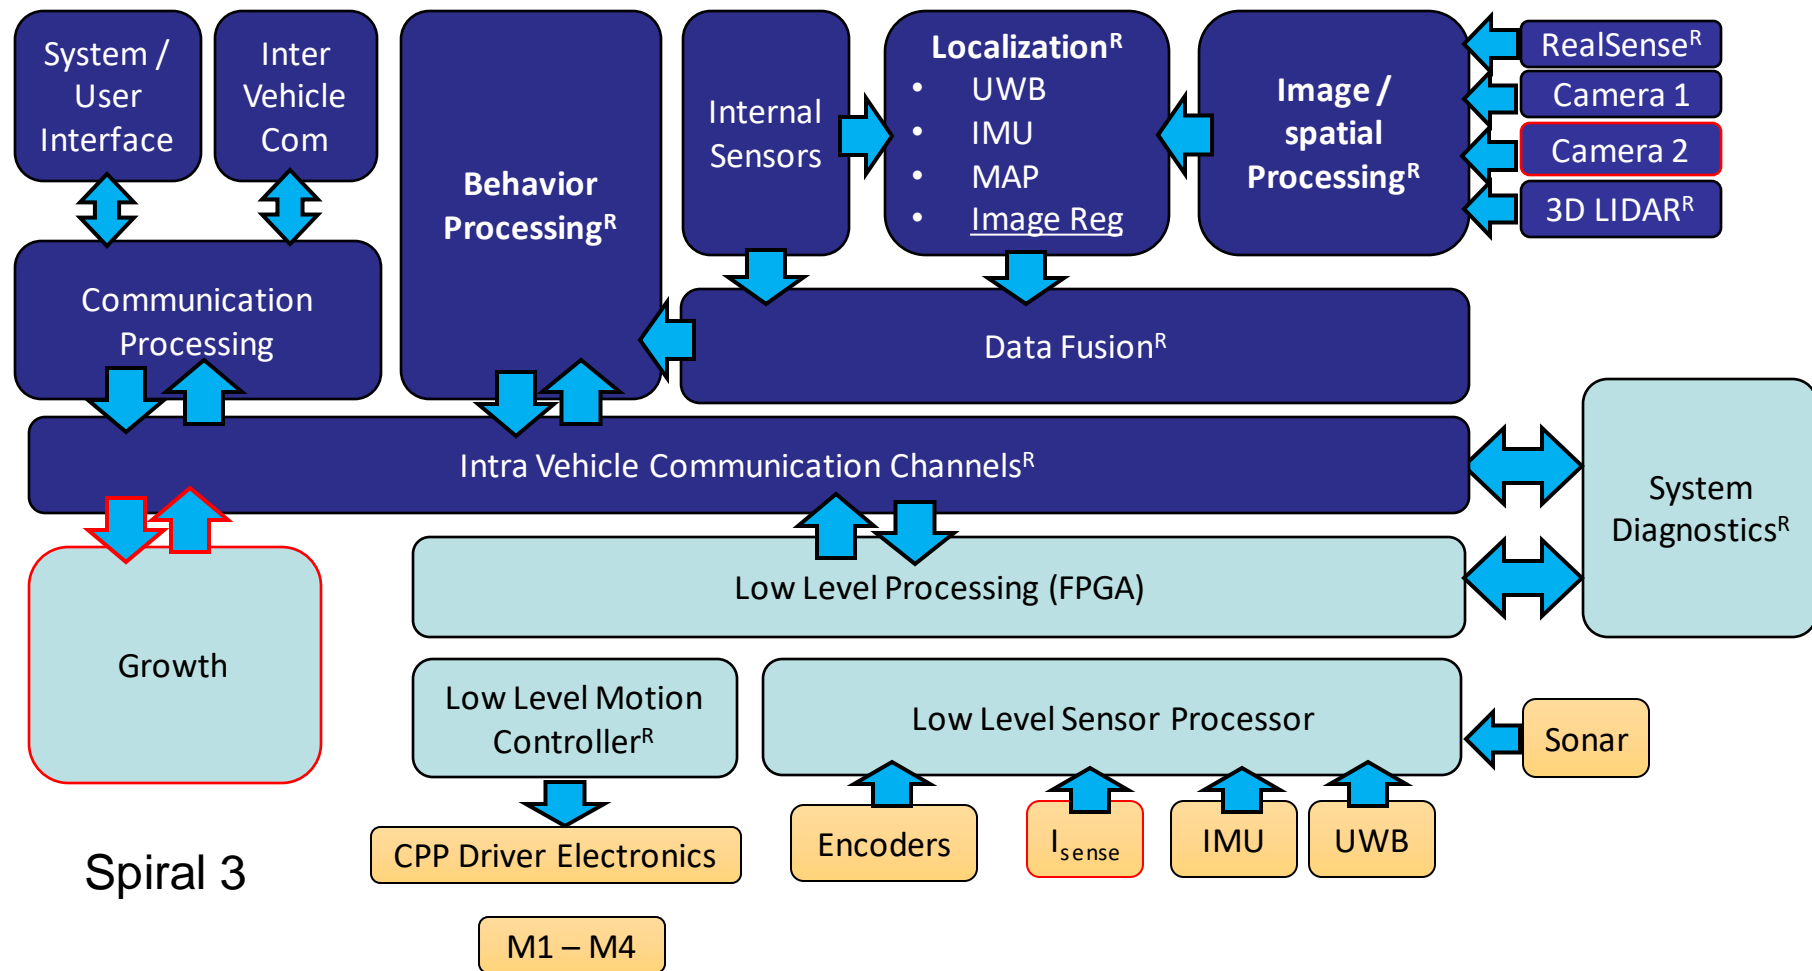 System /
User
Interface
Inter
Vehicle
Com
Behavior
Processingᴿ
Internal
Sensors
Localizationᴿ
• UWB
• IMU
• MAP
• Image Reg
Image /
spatial
Processingᴿ
RealSenseᴿ
Camera 1
Camera 2
3D LIDARᴿ
Communication
Processing
Data Fusionᴿ
Intra Vehicle Communication Channelsᴿ
System
Diagnosticsᴿ
Low Level Processing (FPGA)
Growth
Low Level Motion
Controllerᴿ
Low Level Sensor Processor
Sonar
CPP Driver Electronics
Encoders
Isense
IMU
UWB
Spiral 3
M1 – M4